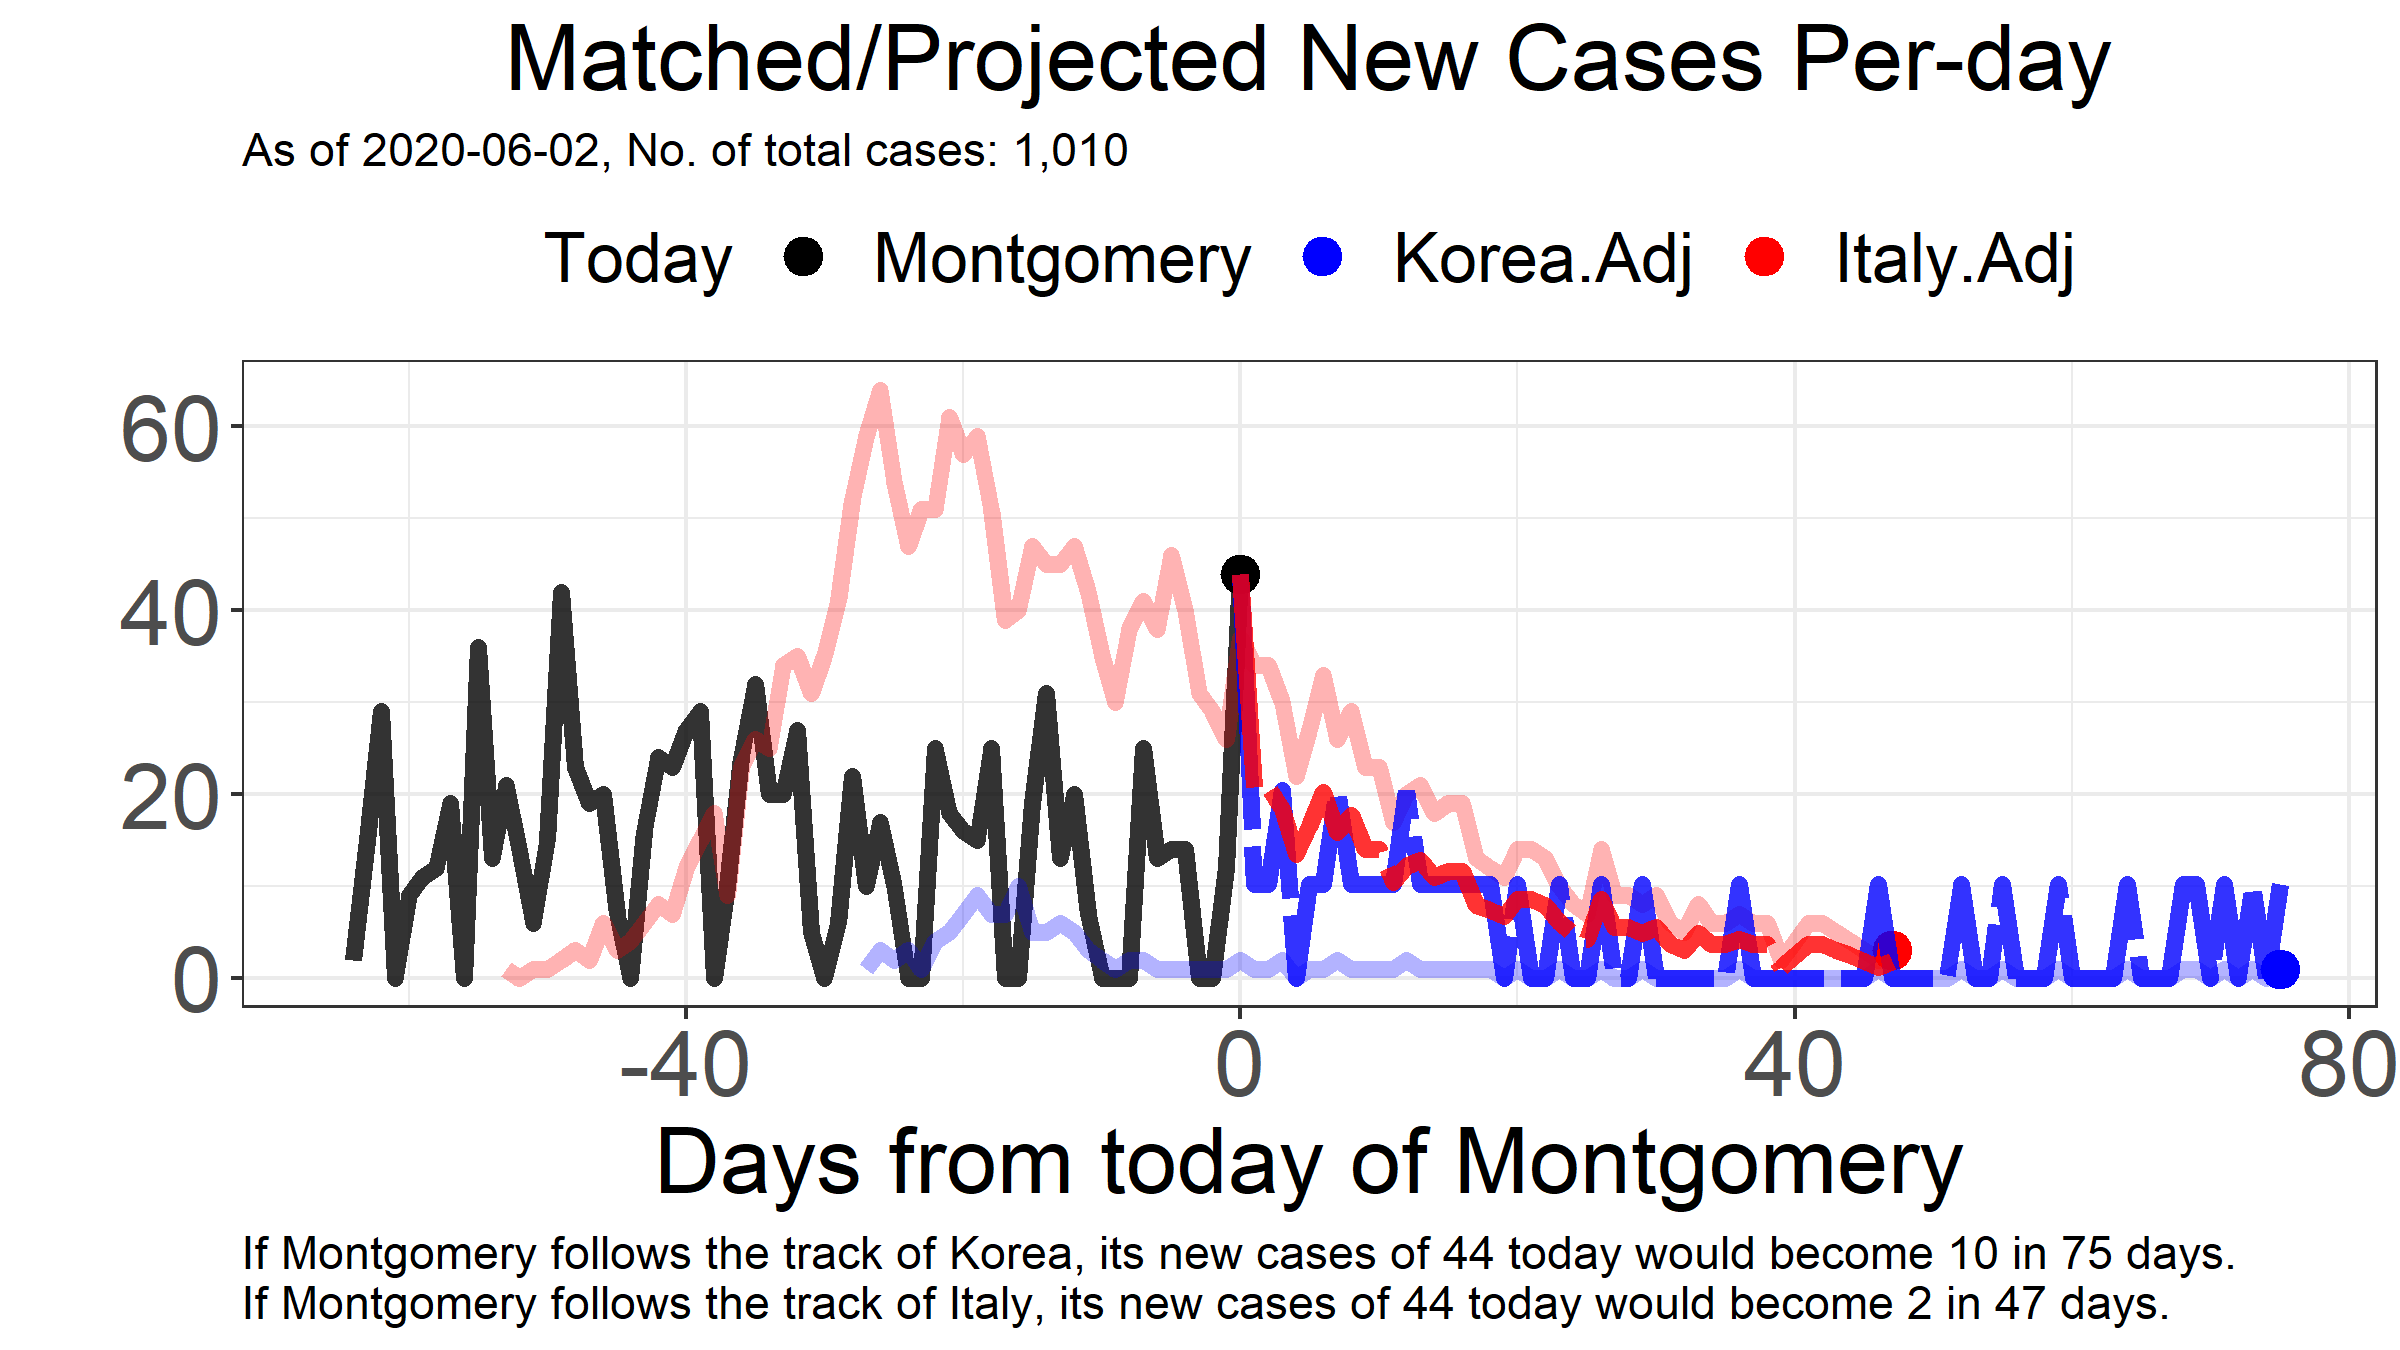 Matched/Projected New Cases Per-day
As of 2020-06-02, No. of total cases: 1,010
Today Montgomery Korea.Adj Italy.Adj
60
40
20
0
-40 0 40 80
Days from today of Montgomery
If Montgomery follows the track of Korea, its new cases of 44 today would become 10 in 75 days.
If Montgomery follows the track of Italy, its new cases of 44 today would become 2 in 47 days.